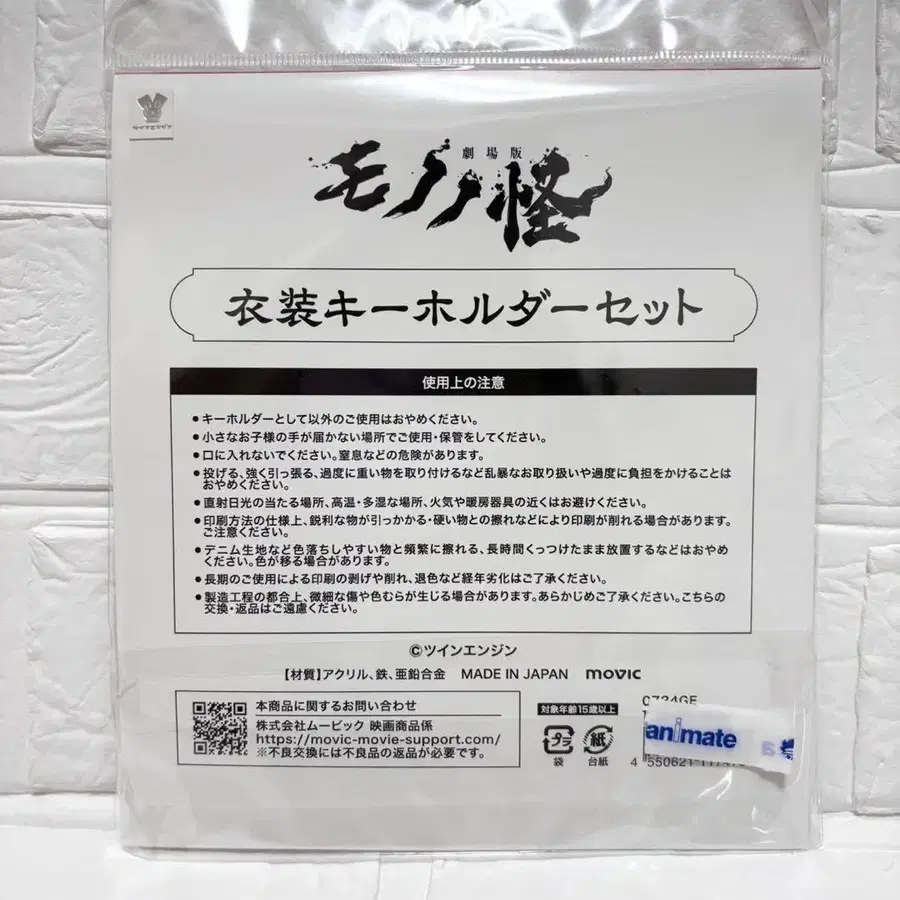 ツインエンジン
劇場版
モノノ怪
衣装キーホルダーセット
使用上の注意
●キーホルダーとして以外のご使用はおやめください。
●小さなお子様の手が届かない場所でご使用・保管をしてください。
●口に入れないでください。窒息などの危険があります。
●投げる、強く引っ張る、過度に重い物を取り付けるなど乱暴なお取り扱いや過度に負担をかけることは
おやめください。
●直射日光の当たる場所、高温・多湿な場所、火気や暖房器具の近くはお避けください。
●印刷方法の仕様上、鋭利な物が引っかかる・硬い物との擦れなどにより印刷が削れる場合があります。
ご注意ください。
●デニム生地など色落ちしやすい物と頻繁に擦れる、長時間くっつけたまま放置するなどはおやめ
ください。色が移る場合があります。
●長期のご使用による印刷の剥げや削れ、退色など経年劣化はご了承ください。
●製造工程の都合上、微細な傷や色むらが生じる場合があります。あらかじめご了承ください。こちらの
交換・返品はご遠慮ください。
©ツインエンジン
【材質】アクリル、鉄、亜鉛合金 MADE IN JAPAN movic
本商品に関するお問い合わせ
株式会社ムービック 映画商品係
https://movic-movie-support.com/
※不良交換には不良品の返品が必要です。
対象年齢15歳以上
プラ
袋
紙
台紙
0724GE
animate
4 550621